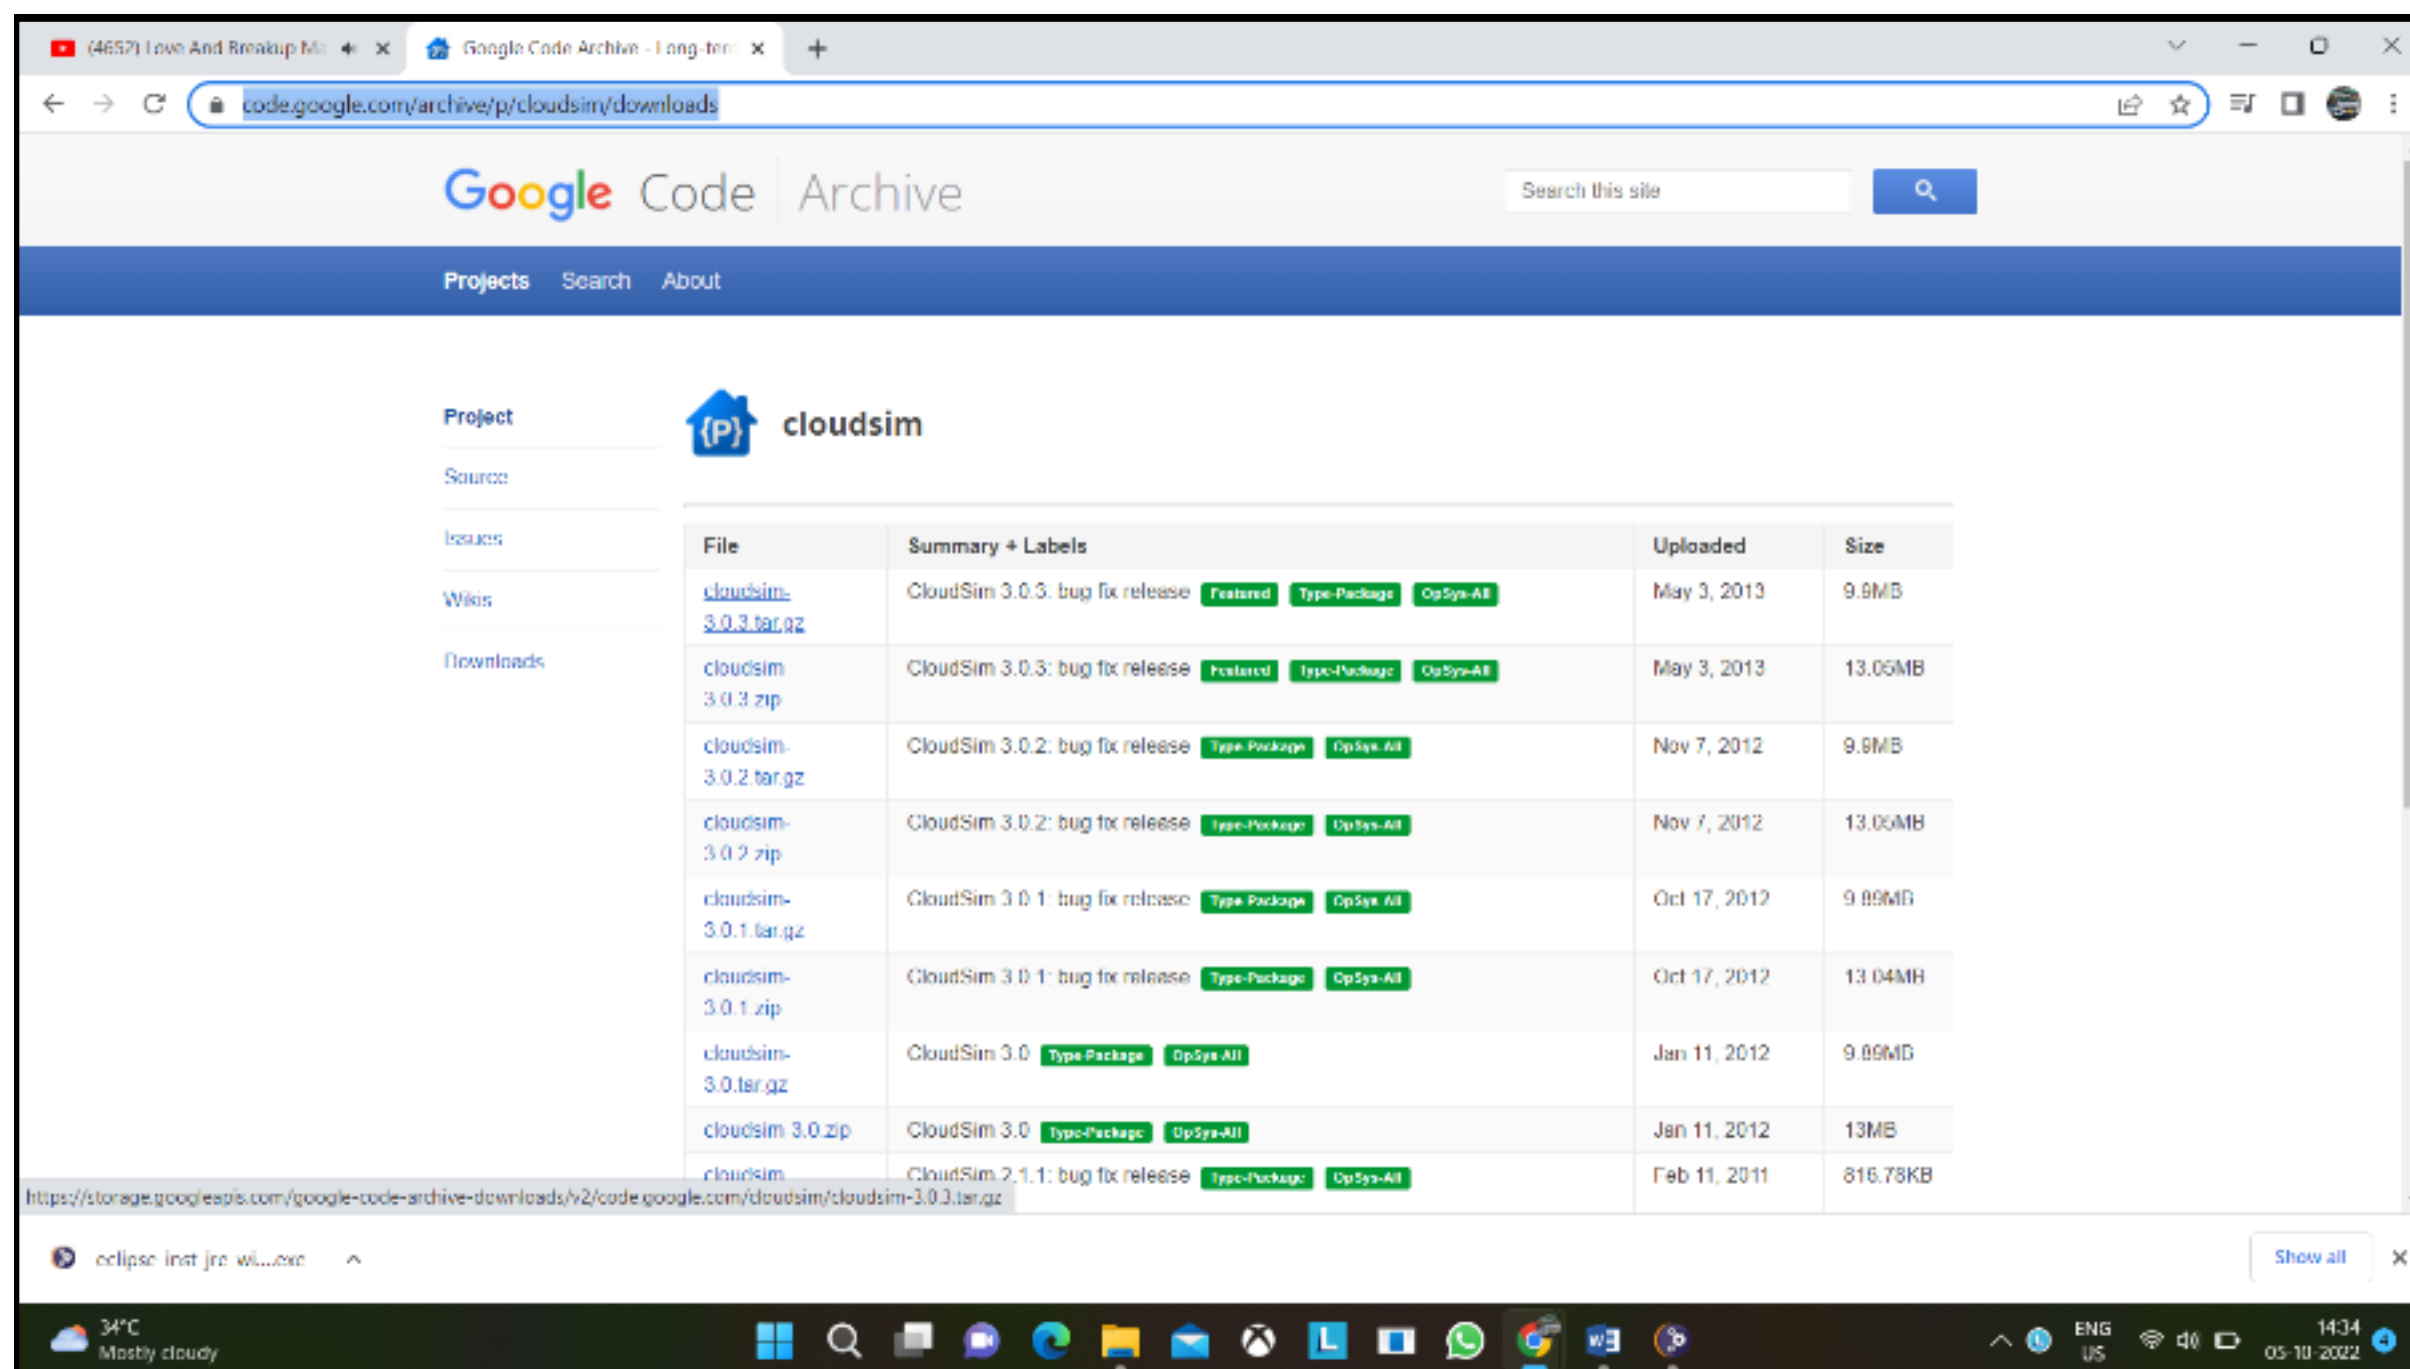 (4652) Love And Breakup Ma
Google Code Archive - Long-term
code.google.com/archive/p/cloudsim/downloads
Google Code Archive
Search this site
Projects Search About
Project
Source
Issues
Wikis
Downloads
cloudsim
File Summary + Labels Uploaded Size
cloudsim- CloudSim 3.0.3: bug fix release Featured Type-Package OpSys-All May 3, 2013 9.9MB
3.0.3.tar.gz
cloudsim- CloudSim 3.0.3: bug fix release Featured Type-Package OpSys-All May 3, 2013 13.05MB
3.0.3.zip
cloudsim- CloudSim 3.0.2: bug fix release Type-Package OpSys-All Nov 7, 2012 9.9MB
3.0.2.tar.gz
cloudsim- CloudSim 3.0.2: bug fix release Type-Package OpSys-All Nov 7, 2012 13.05MB
3.0.2.zip
cloudsim- CloudSim 3.0.1: bug fix release Type-Package OpSys-All Oct 17, 2012 9.89MB
3.0.1.tar.gz
cloudsim- CloudSim 3.0.1: bug fix release Type-Package OpSys-All Oct 17, 2012 13.04MB
3.0.1.zip
cloudsim- CloudSim 3.0 Type-Package OpSys-All Jan 11, 2012 9.89MB
3.0.tar.gz
cloudsim-3.0.zip CloudSim 3.0 Type-Package OpSys-All Jan 11, 2012 13MB
cloudsim- CloudSim 2.1.1: bug fix release Type-Package OpSys-All Feb 11, 2011 816.78KB
https://storage.googleapis.com/google-code-archive-downloads/v2/code.google.com/cloudsim/cloudsim-3.0.3.tar.gz
eclipse-inst-jre-wi....exe
Show all
34°C
Mostly cloudy
ENG
US
14:34
05-10-2022
4